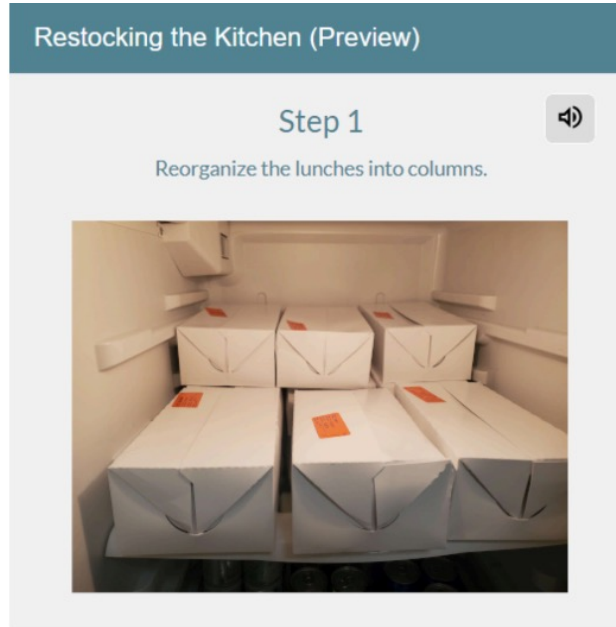 Restocking the Kitchen (Preview)
Step 1
Reorganize the lunches into columns.